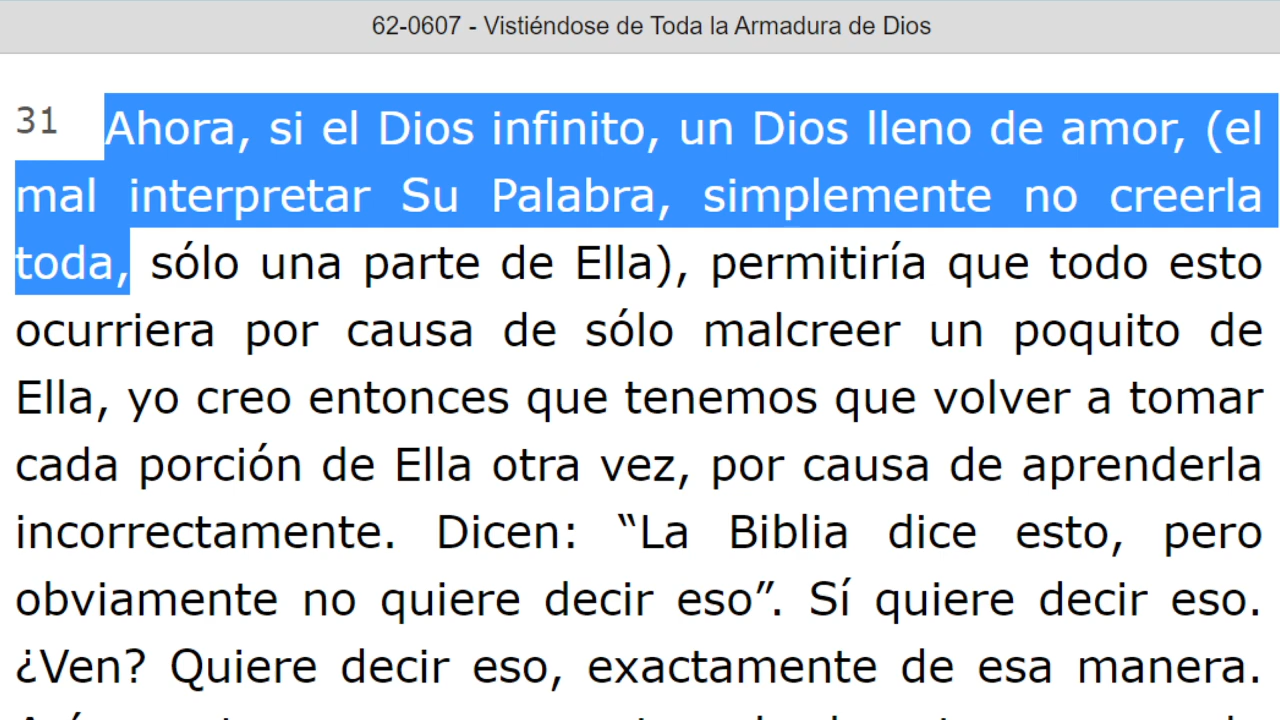 62-0607 - Vistiéndose de Toda la Armadura de Dios
31 Ahora, si el Dios infinito, un Dios lleno de amor, (el
mal interpretar Su Palabra, simplemente no creerla
toda, sólo una parte de Ella), permitiría que todo esto
ocurriera por causa de sólo malcreer un poquito de
Ella, yo creo entonces que tenemos que volver a tomar
cada porción de Ella otra vez, por causa de aprenderla
incorrectamente. Dicen: “La Biblia dice esto, pero
obviamente no quiere decir eso”. Sí quiere decir eso.
¿Ven? Quiere decir eso, exactamente de esa manera.